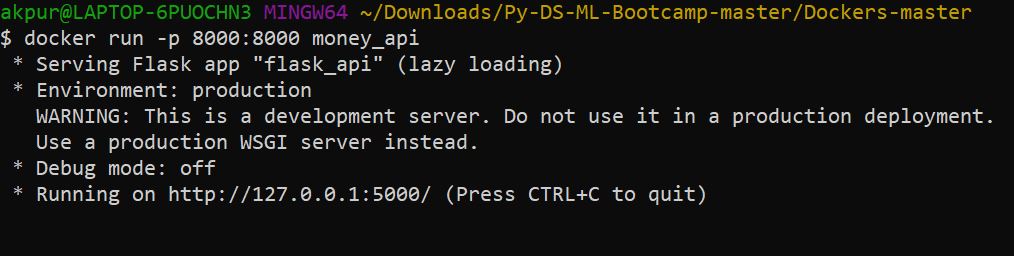 akpur@LAPTOP-6PUOCHN3 MINGW64 ~/Downloads/Py-DS-ML-Bootcamp-master/Dockers-master
$ docker run -p 8000:8000 money_api
 * Serving Flask app "flask_api" (lazy loading)
 * Environment: production
   WARNING: This is a development server. Do not use it in a production deployment.
   Use a production WSGI server instead.
 * Debug mode: off
 * Running on http://127.0.0.1:5000/ (Press CTRL+C to quit)